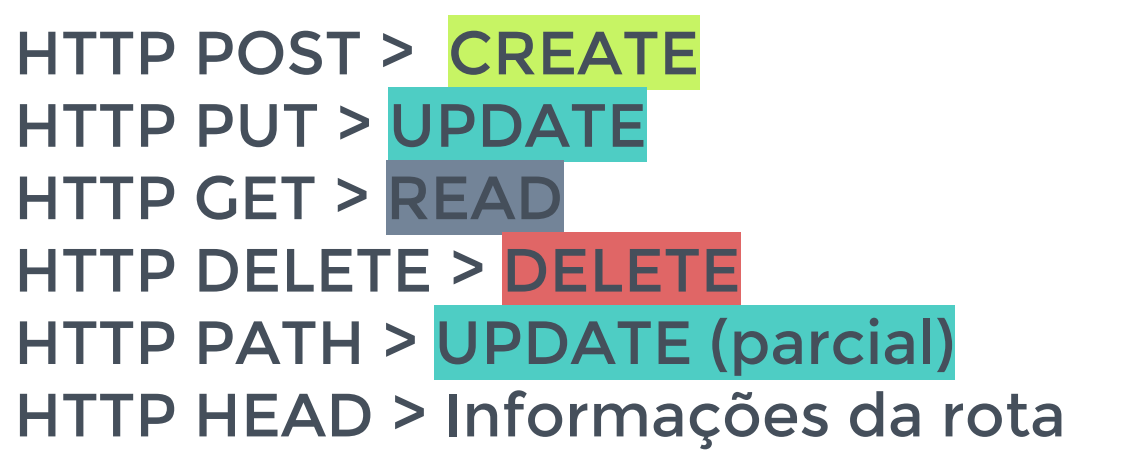 HTTP POST > CREATE
HTTP PUT > UPDATE
HTTP GET > READ
HTTP DELETE > DELETE
HTTP PATH > UPDATE (parcial)
HTTP HEAD > Informações da rota